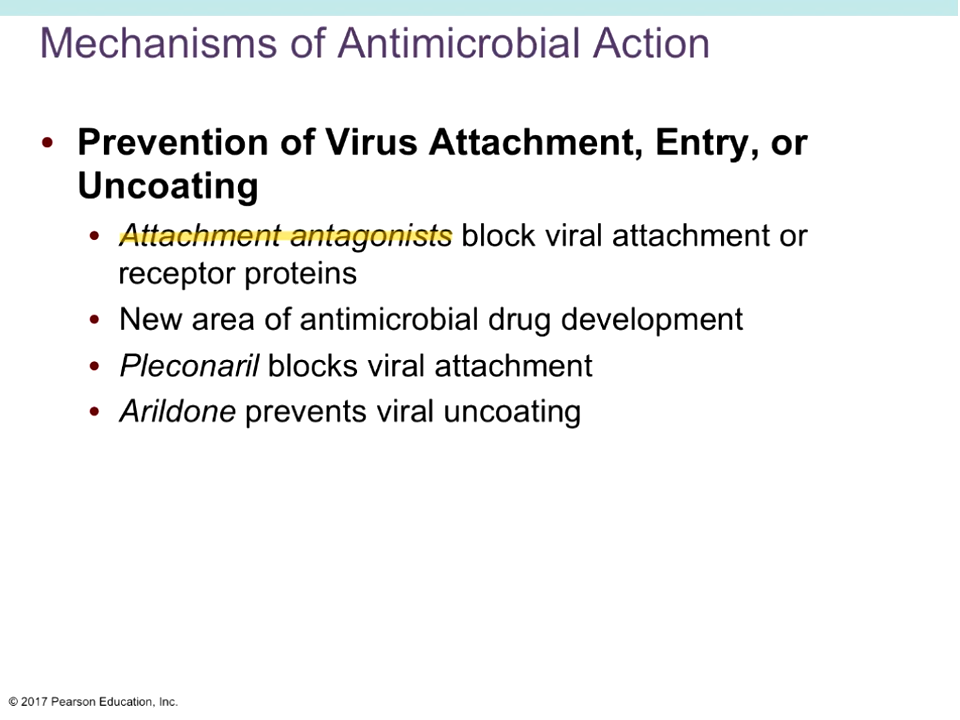 Mechanisms of Antimicrobial Action
• Prevention of Virus Attachment, Entry, or
Uncoating
• Attachment antagonists block viral attachment or
receptor proteins
• New area of antimicrobial drug development
• Pleconaril blocks viral attachment
• Arildone prevents viral uncoating
© 2017 Pearson Education, Inc.